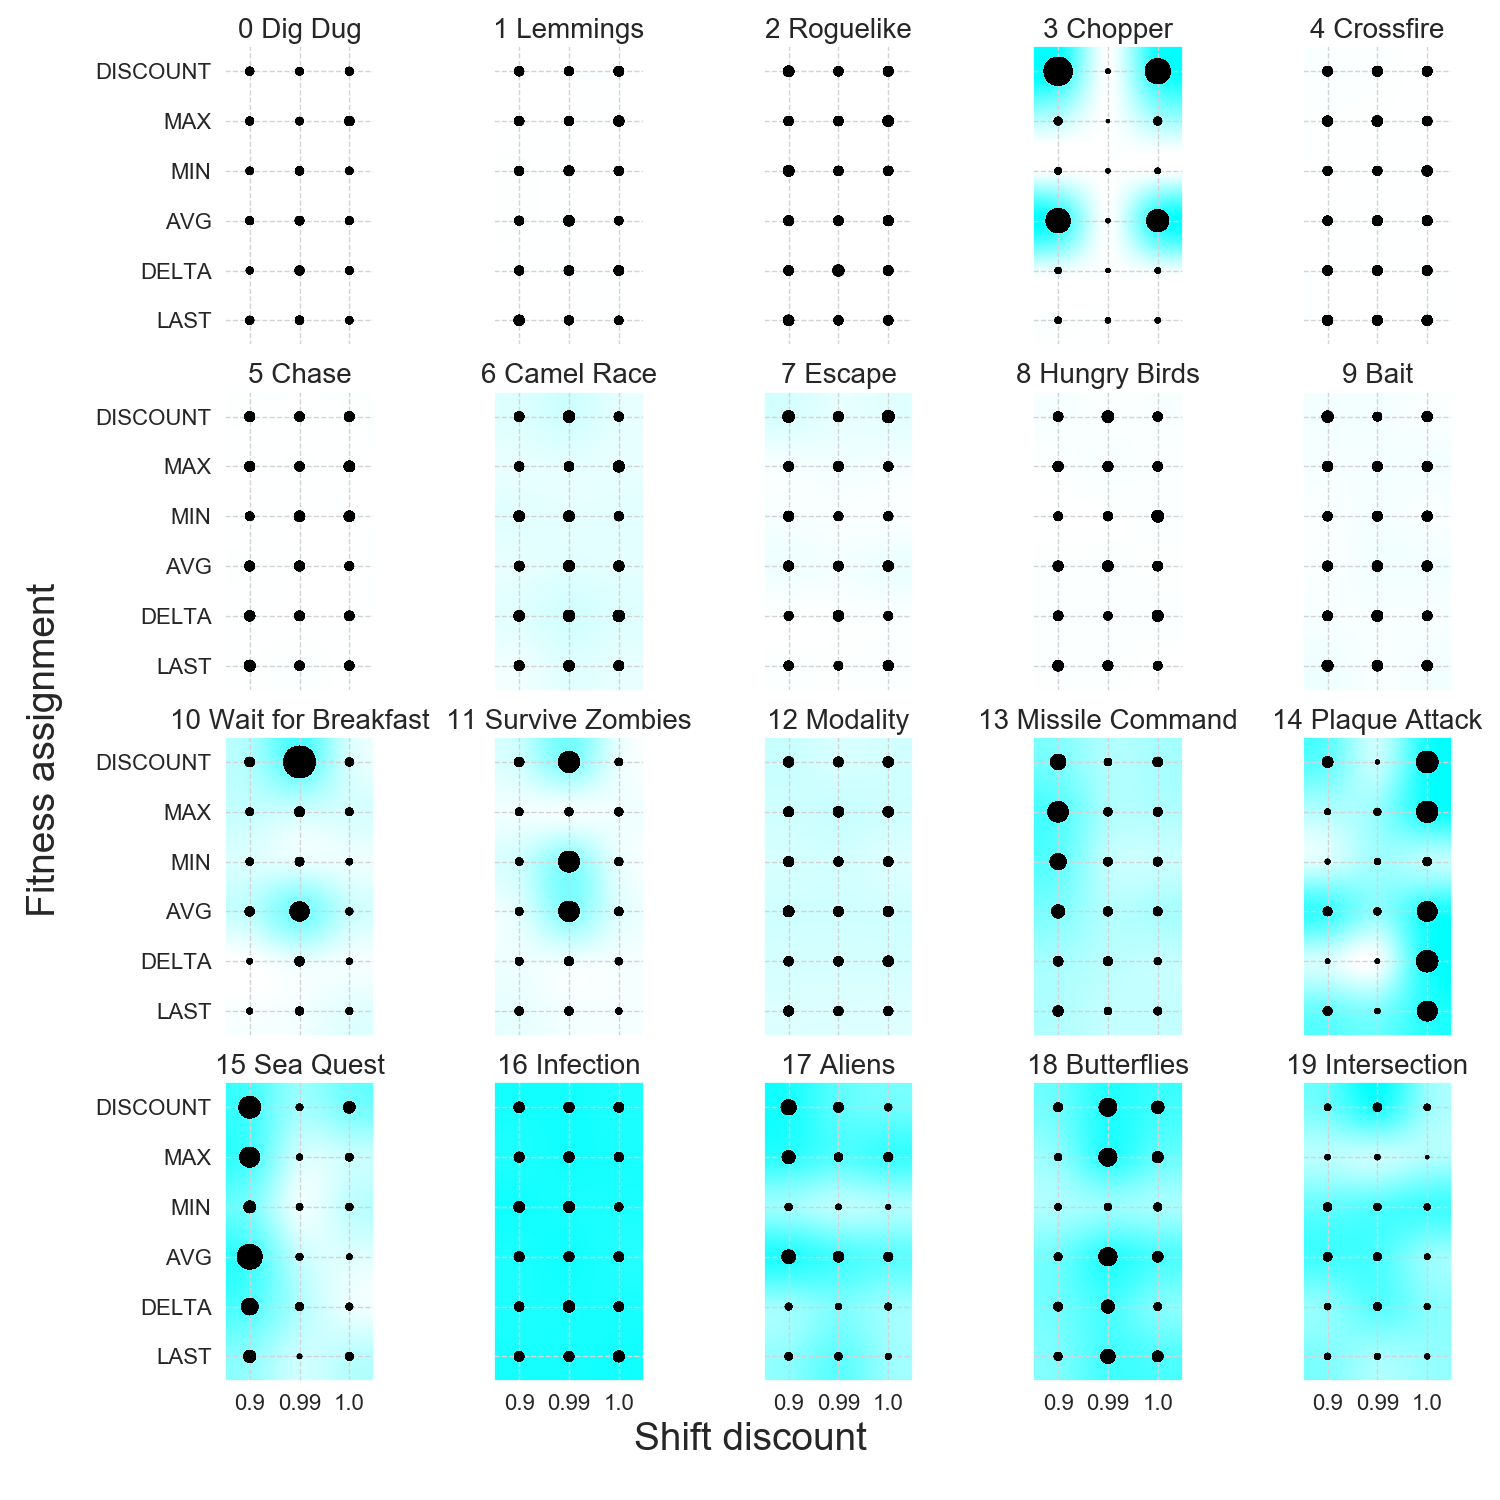 0 Dig Dug 1 Lemmings 2 Roguelike 3 Chopper 4 Crossfire
DISCOUNT
MAX
MIN
AVG
DELTA
LAST
5 Chase 6 Camel Race 7 Escape 8 Hungry Birds 9 Bait
DISCOUNT
MAX
MIN
AVG
DELTA
LAST
10 Wait for Breakfast 11 Survive Zombies 12 Modality 13 Missile Command 14 Plaque Attack
DISCOUNT
MAX
MIN
AVG
DELTA
LAST
15 Sea Quest 16 Infection 17 Aliens 18 Butterflies 19 Intersection
DISCOUNT
MAX
MIN
AVG
DELTA
LAST
0.9 0.99 1.0 0.9 0.99 1.0 0.9 0.99 1.0 0.9 0.99 1.0 0.9 0.99 1.0
Shift discount
Fitness assignment